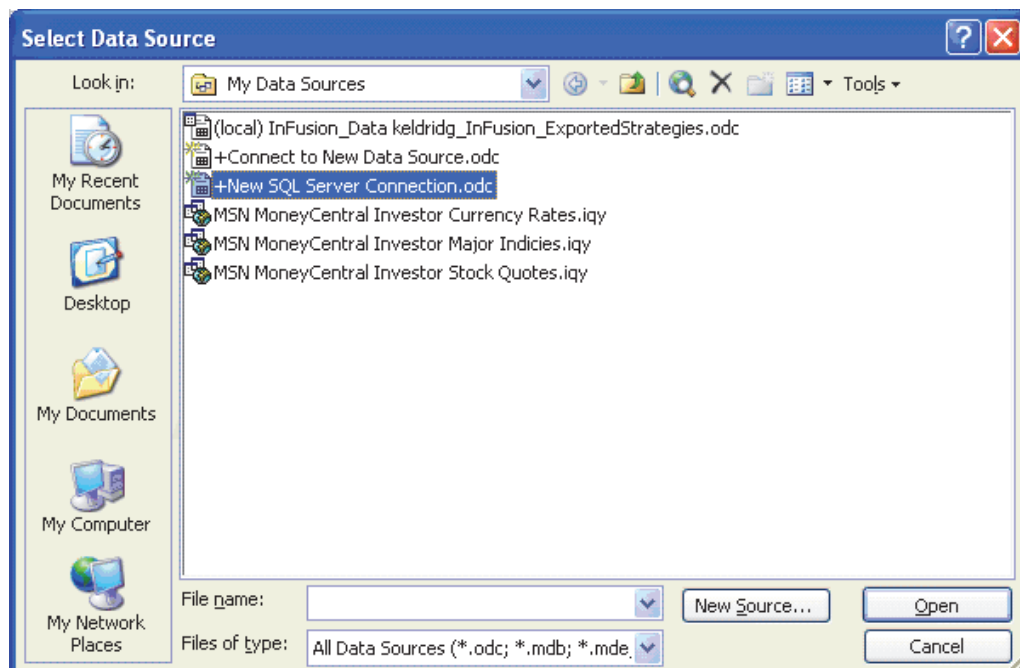 Select Data Source
Look in:
My Data Sources
Tools
(local) InFusion_Data keldridg_InFusion_ExportedStrategies.odc
+Connect to New Data Source.odc
+New SQL Server Connection.odc
MSN MoneyCentral Investor Currency Rates.iqy
MSN MoneyCentral Investor Major Indicies.iqy
MSN MoneyCentral Investor Stock Quotes.iqy
My Recent
Documents
Desktop
My Documents
My Computer
My Network
Places
File name:
New Source...
Open
Files of type:
All Data Sources (*.odc; *.mdb; *.mde,
Cancel